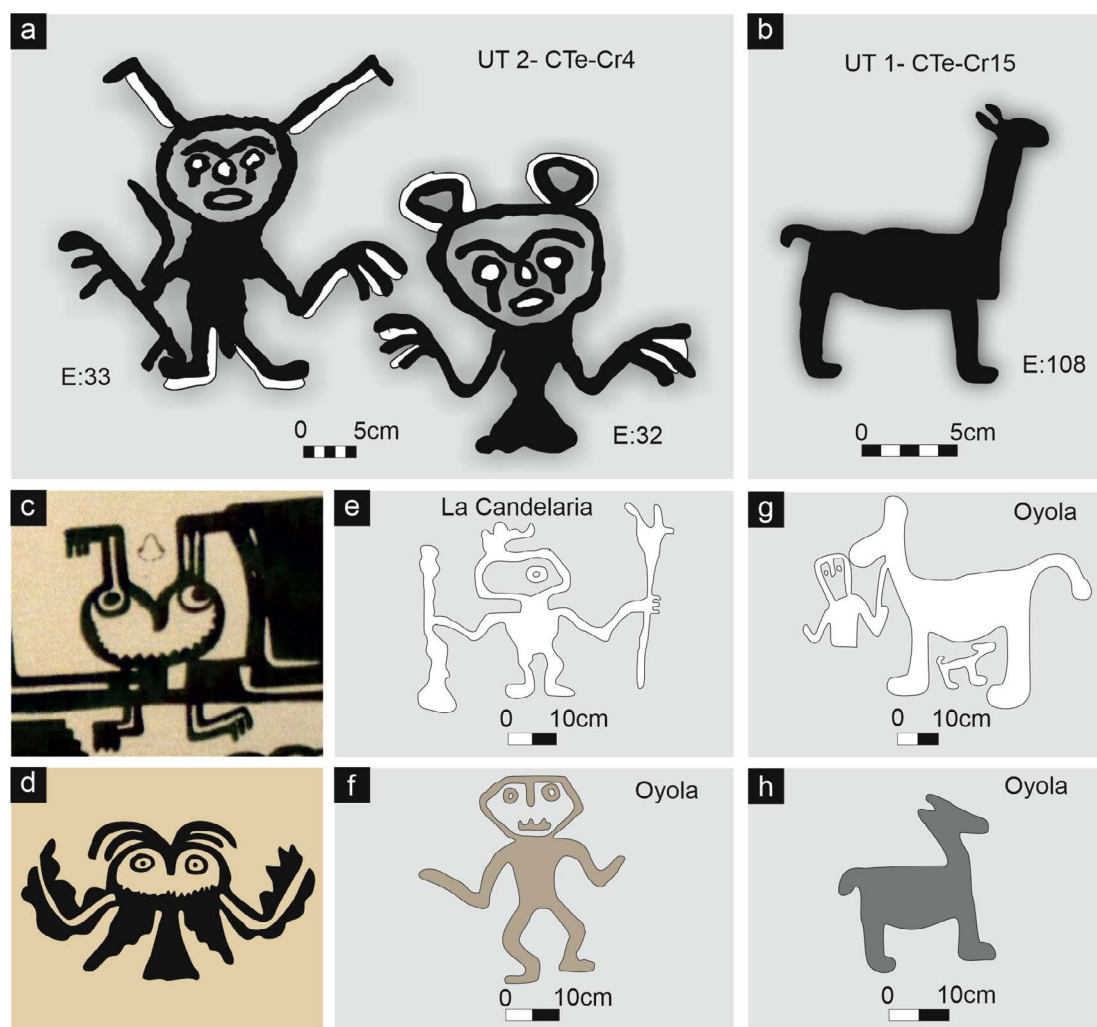 a
UT 2- CTe-Cr4
E:33
0 5cm
E:32
b
UT 1- CTe-Cr15
E:108
0 5cm
c
d
e
La Candelaria
0 10cm
f
Oyola
0 10cm
g
Oyola
0 10cm
h
Oyola
0 10cm